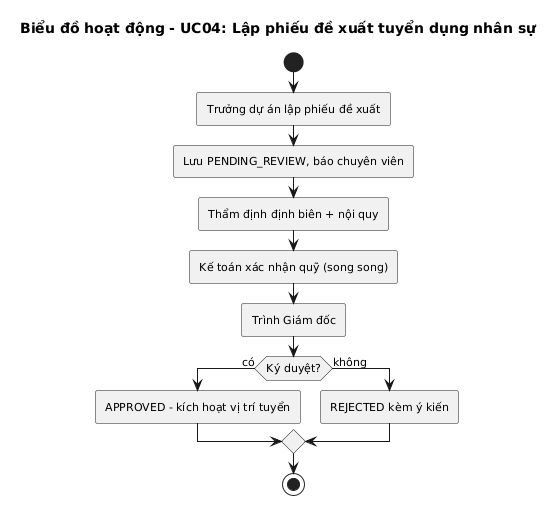 Biểu đồ hoạt động - UC04: Lập phiếu đề xuất tuyển dụng nhân sự
Trưởng dự án lập phiếu đề xuất
Lưu PENDING_REVIEW, báo chuyên viên
Thẩm định định biên + nội quy
Kế toán xác nhận quỹ (song song)
Trình Giám đốc
có
Ký duyệt?
không
APPROVED - kích hoạt vị trí tuyển
REJECTED kèm ý kiến